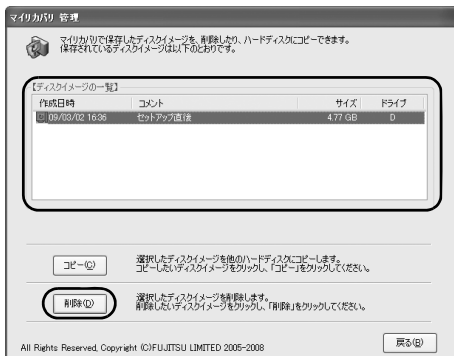 マイリカバリ 管理
マイリカバリで保存したディスクイメージを、削除したり、ハードディスクにコピーできます。
保存されているディスクイメージは以下のとおりです。
【ディスクイメージの一覧】
作成日時 コメント サイズ ドライブ
09/03/02 16:36 セットアップ直後 4.77 GB D
コピー(C)
選択したディスクイメージを他のハードディスクにコピーします。
コピーしたいディスクイメージをクリックし、「コピー」をクリックしてください。
削除(D)
選択したディスクイメージを削除します。
削除したいディスクイメージをクリックし、「削除」をクリックしてください。
All Rights Reserved, Copyright (C)FUJITSU LIMITED 2005-2008
戻る(B)